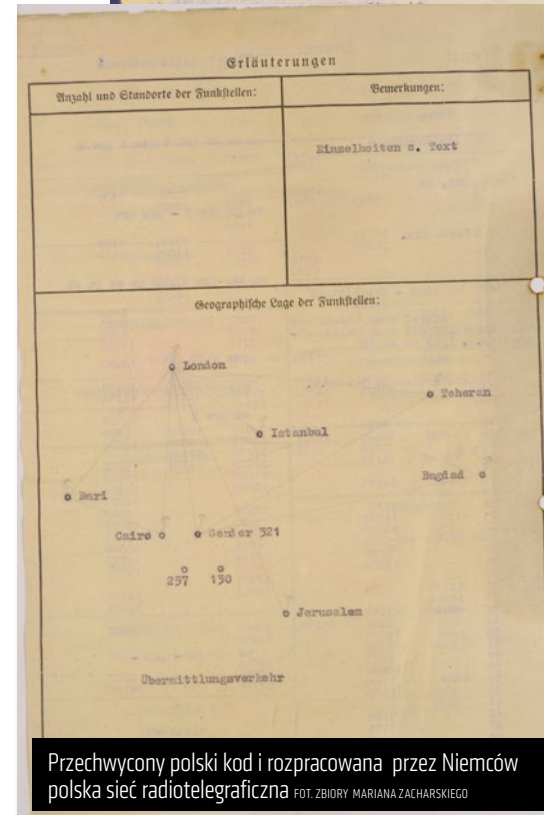 Erläuterungen
Anzahl und Standorte der Funkstellen:
Bemerkungen:
Einzelheiten s. Text
Geographische Lage der Funkstellen:
London
Teheran
Istanbul
Bagdad
Bari
Cairo
Senior 321
257
130
Jerusalem
Übermittlungsverkehr
Przechwycony polski kod i rozpracowana przez Niemców
polska sieć radiotelegraficzna FOT. ZBIORY MARIANA ZACHARSKIEGO